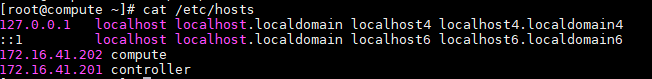 [root@compute ~]# cat /etc/hosts
127.0.0.1   localhost localhost.localdomain localhost4 localhost4.localdomain4
::1         localhost localhost.localdomain localhost6 localhost6.localdomain6
172.16.41.202 compute
172.16.41.201 controller